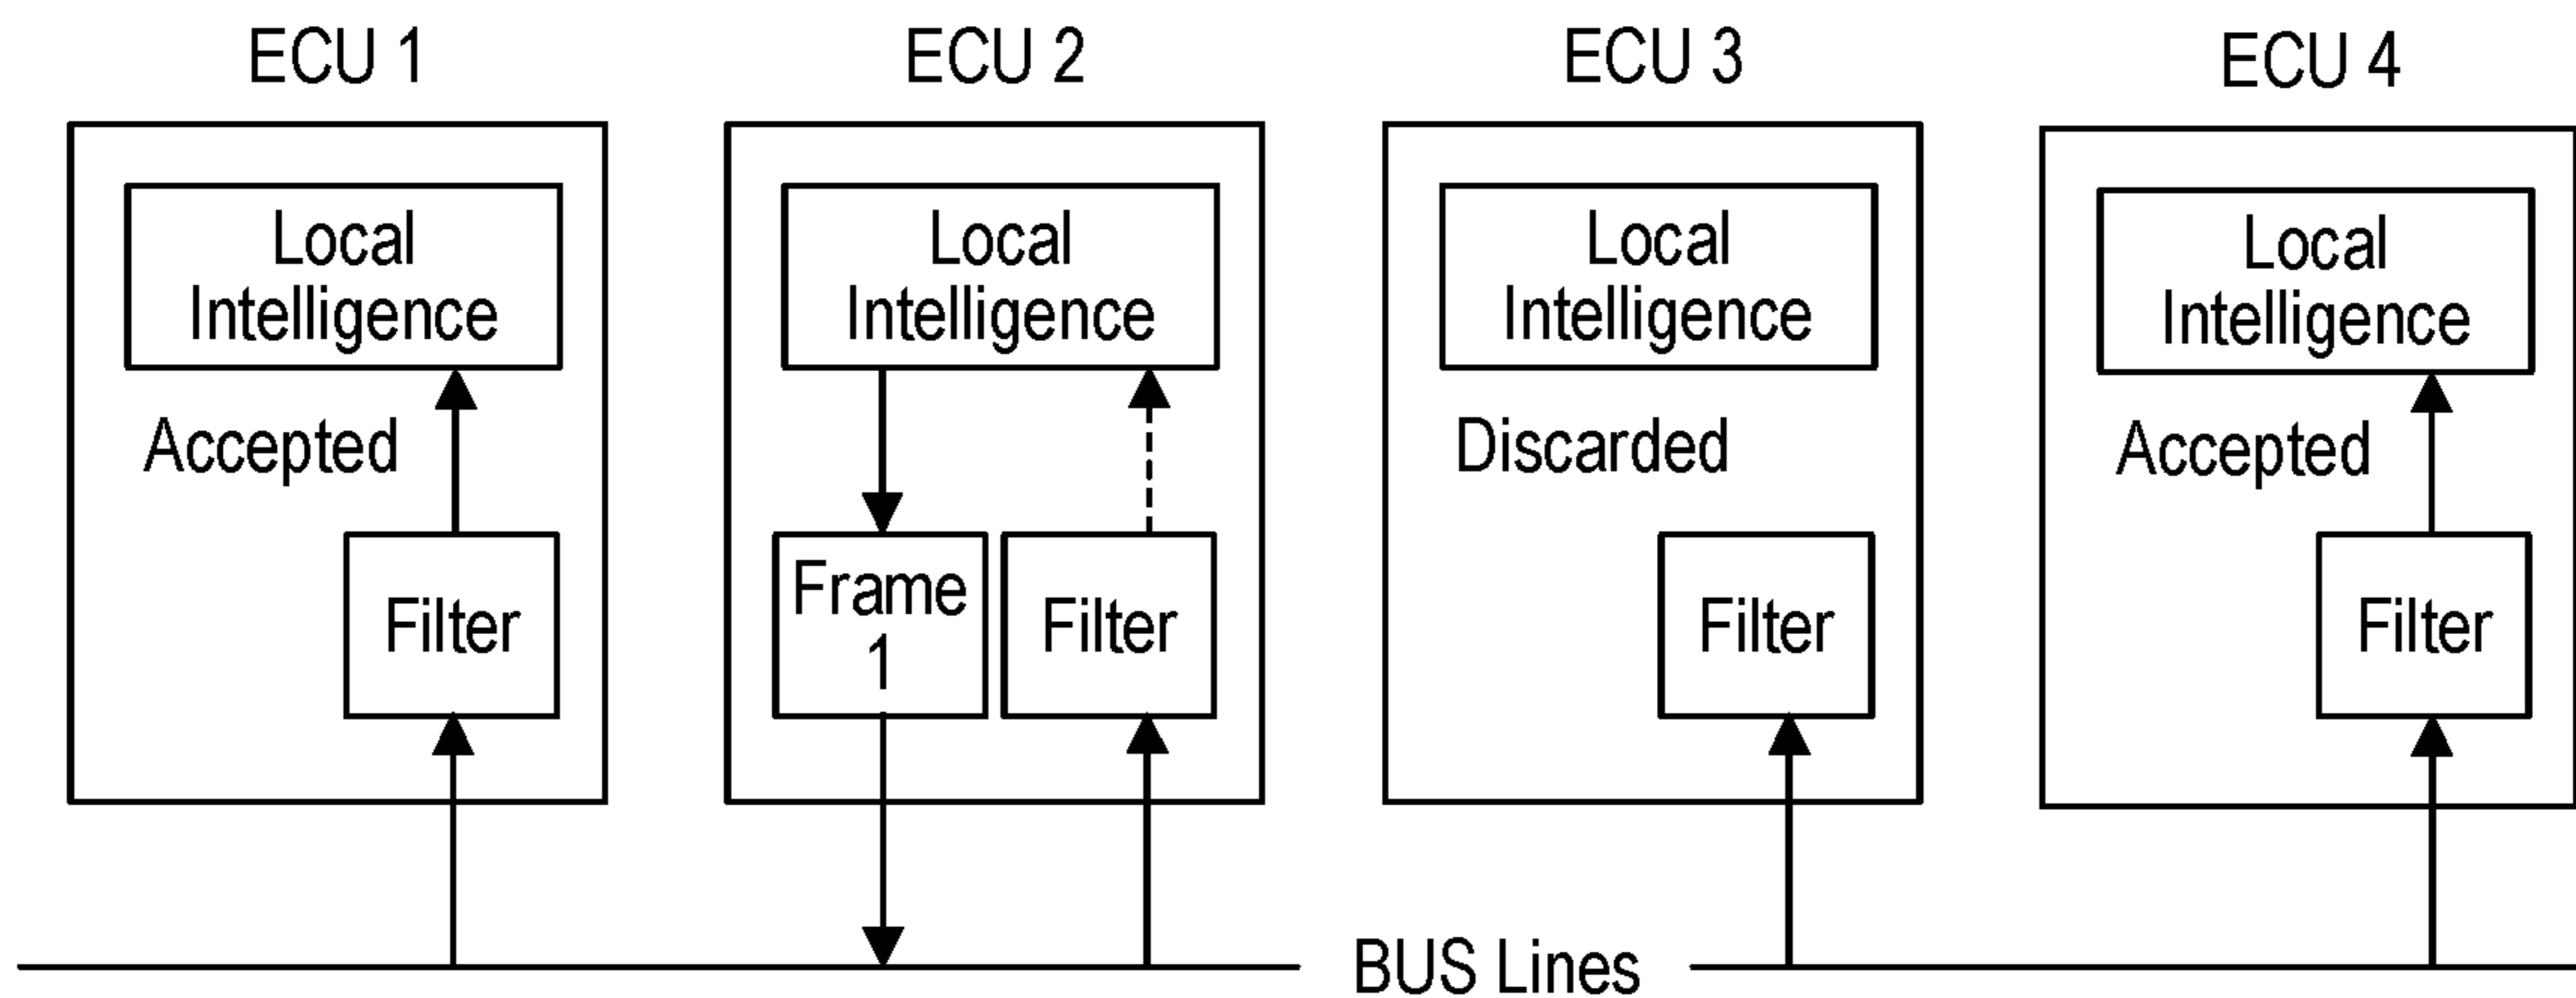 ECU 1
ECU 2
ECU 3
ECU 4
Local
Intelligence
Local
Intelligence
Local
Intelligence
Local
Intelligence
Accepted
Discarded
Accepted
Filter
Frame
1
Filter
Filter
Filter
BUS Lines